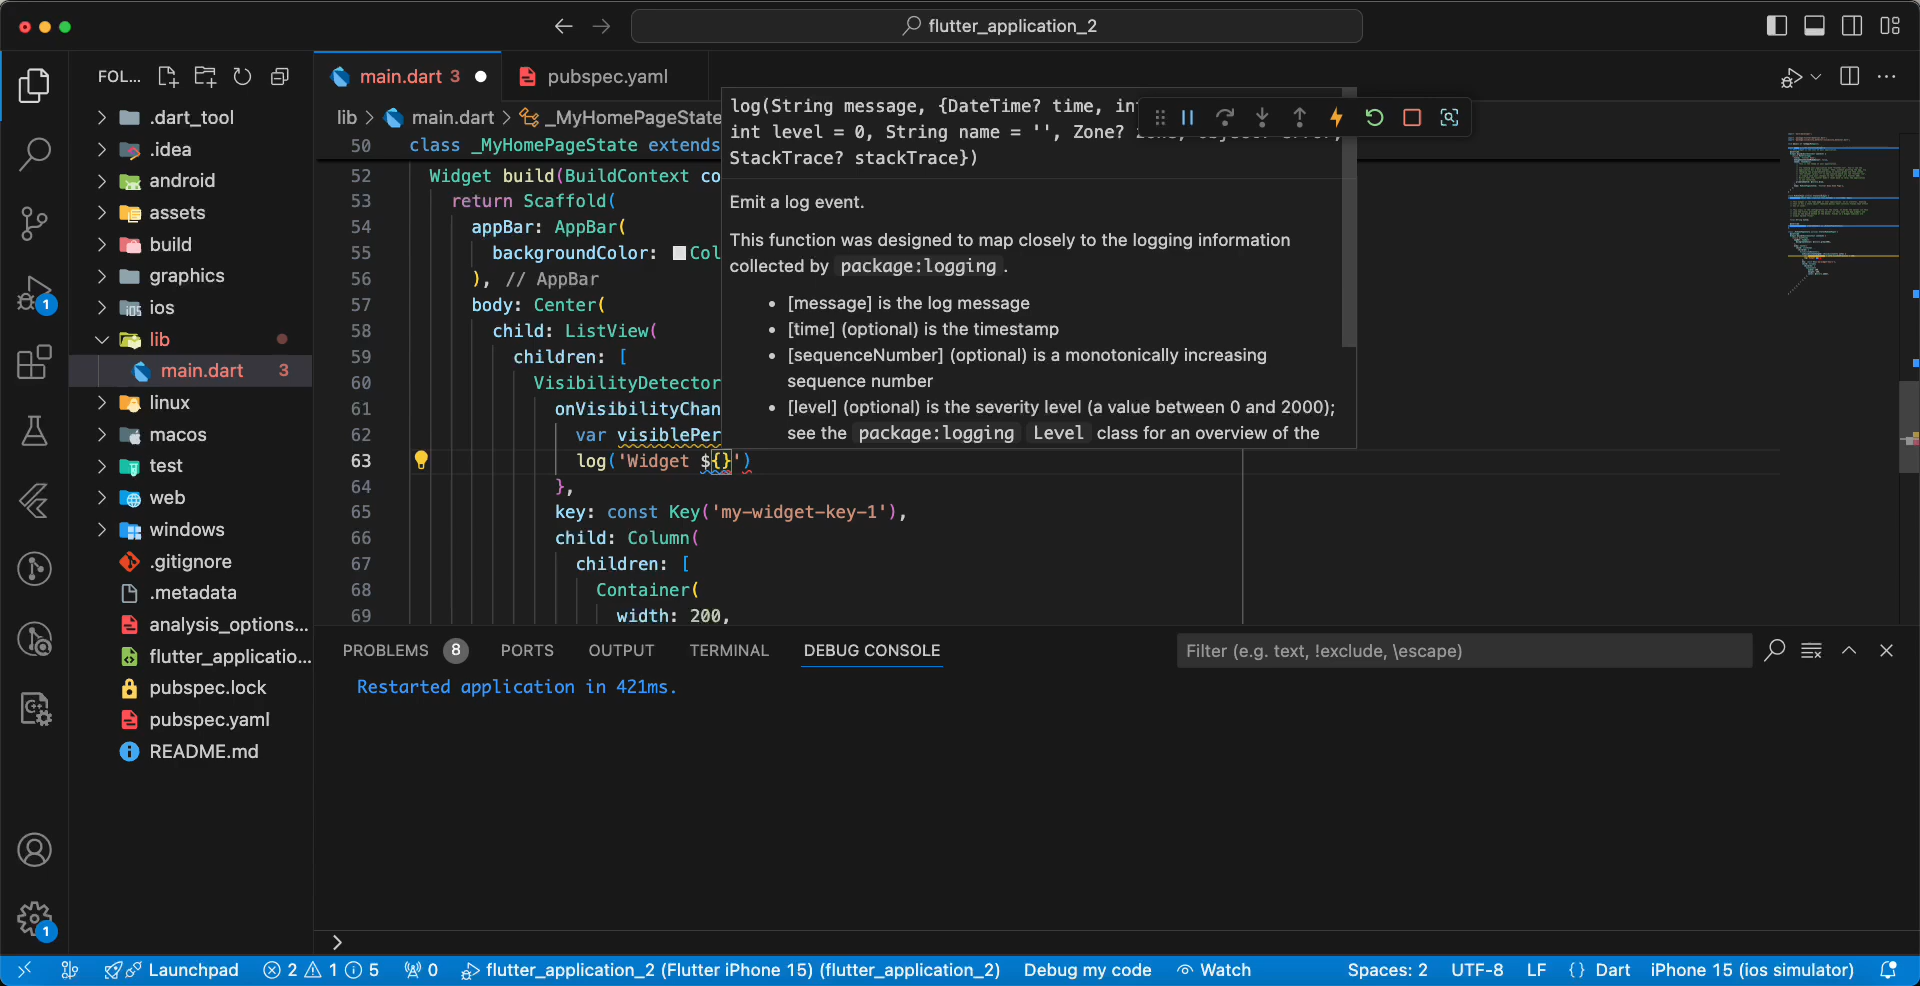 flutter_application_2
FOL...
main.dart 3
pubspec.yaml
.dart_tool
.idea
android
assets
build
graphics
ios
lib
main.dart 3
linux
macos
test
web
windows
.gitignore
.metadata
analysis_options...
flutter_applicatio...
pubspec.lock
pubspec.yaml
README.md
1
1
lib > main.dart > _MyHomePageState
50 class _MyHomePageState extends
52 Widget build(BuildContext co
53 return Scaffold(
54 appBar: AppBar(
55 backgroundColor: Col
56 ), // AppBar
57 body: Center(
58 child: ListView(
59 children: [
60 VisibilityDetector
61 onVisibilityChan
62 var visiblePer
63 log('Widget ${}')
64 },
65 key: const Key('my-widget-key-1'),
66 child: Column(
67 children: [
68 Container(
69 width: 200,
log(String message, {DateTime? time, in
int level = 0, String name = '', Zone?
StackTrace? stackTrace})
Emit a log event.
This function was designed to map closely to the logging information
collected by package:logging.
• [message] is the log message
• [time] (optional) is the timestamp
• [sequenceNumber] (optional) is a monotonically increasing
sequence number
• [level] (optional) is the severity level (a value between 0 and 2000);
see the package:logging Level class for an overview of the
PROBLEMS 8 PORTS OUTPUT TERMINAL DEBUG CONSOLE
Filter (e.g. text, !exclude, \escape)
Restarted application in 421ms.
>
Launchpad 2 1 5 0 flutter_application_2 (Flutter iPhone 15) (flutter_application_2) Debug my code Watch Spaces: 2 UTF-8 LF {} Dart iPhone 15 (ios simulator)